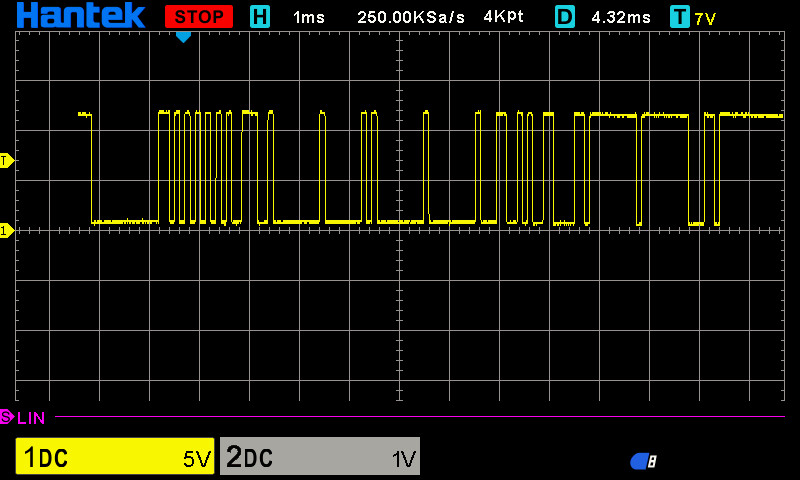 Hantek STOP H 1ms 250.00KSa/s 4Kpt D 4.32ms T 7V
T
1
S LIN
1DC 5V 2DC 1V